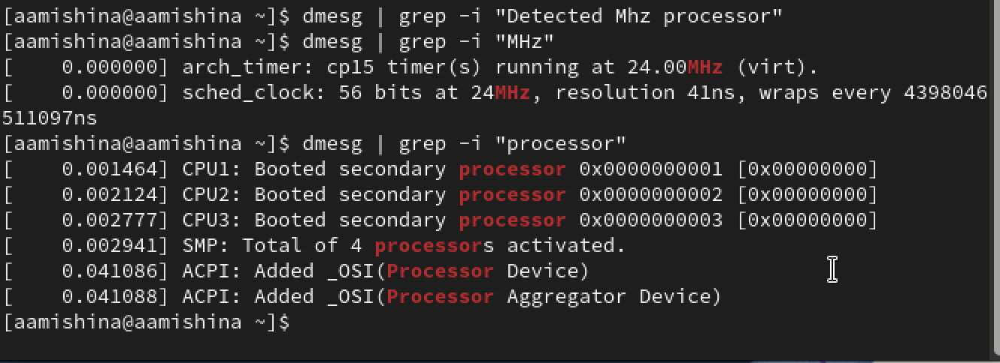 [aamishina@aamishina ~]$ dmesg | grep -i "Detected Mhz processor"
[aamishina@aamishina ~]$ dmesg | grep -i "MHz"
[    0.000000] arch_timer: cp15 timer(s) running at 24.00MHz (virt).
[    0.000000] sched_clock: 56 bits at 24MHz, resolution 41ns, wraps every 4398046
511097ns
[aamishina@aamishina ~]$ dmesg | grep -i "processor"
[    0.001464] CPU1: Booted secondary processor 0x0000000001 [0x00000000]
[    0.002124] CPU2: Booted secondary processor 0x0000000002 [0x00000000]
[    0.002777] CPU3: Booted secondary processor 0x0000000003 [0x00000000]
[    0.002941] SMP: Total of 4 processors activated.
[    0.041086] ACPI: Added _OSI(Processor Device)
[    0.041088] ACPI: Added _OSI(Processor Aggregator Device)
[aamishina@aamishina ~]$